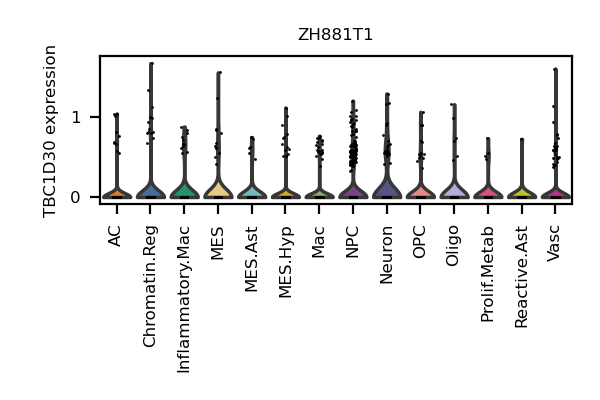 ZH881T1
TBC1D30 expression
1
0
AC
Chromatin.Reg
Inflammatory.Mac
MES
MES.Ast
MES.Hyp
Mac
NPC
Neuron
OPC
Oligo
Prolif.Metab
Reactive.Ast
Vasc